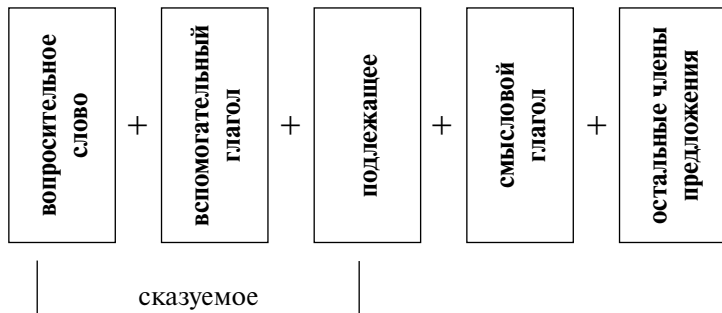 вопросительное
слово
+
вспомогательный
глагол
+
подлежащее
+
смысловой
глагол
+
остальные члены
предложения
сказуемое